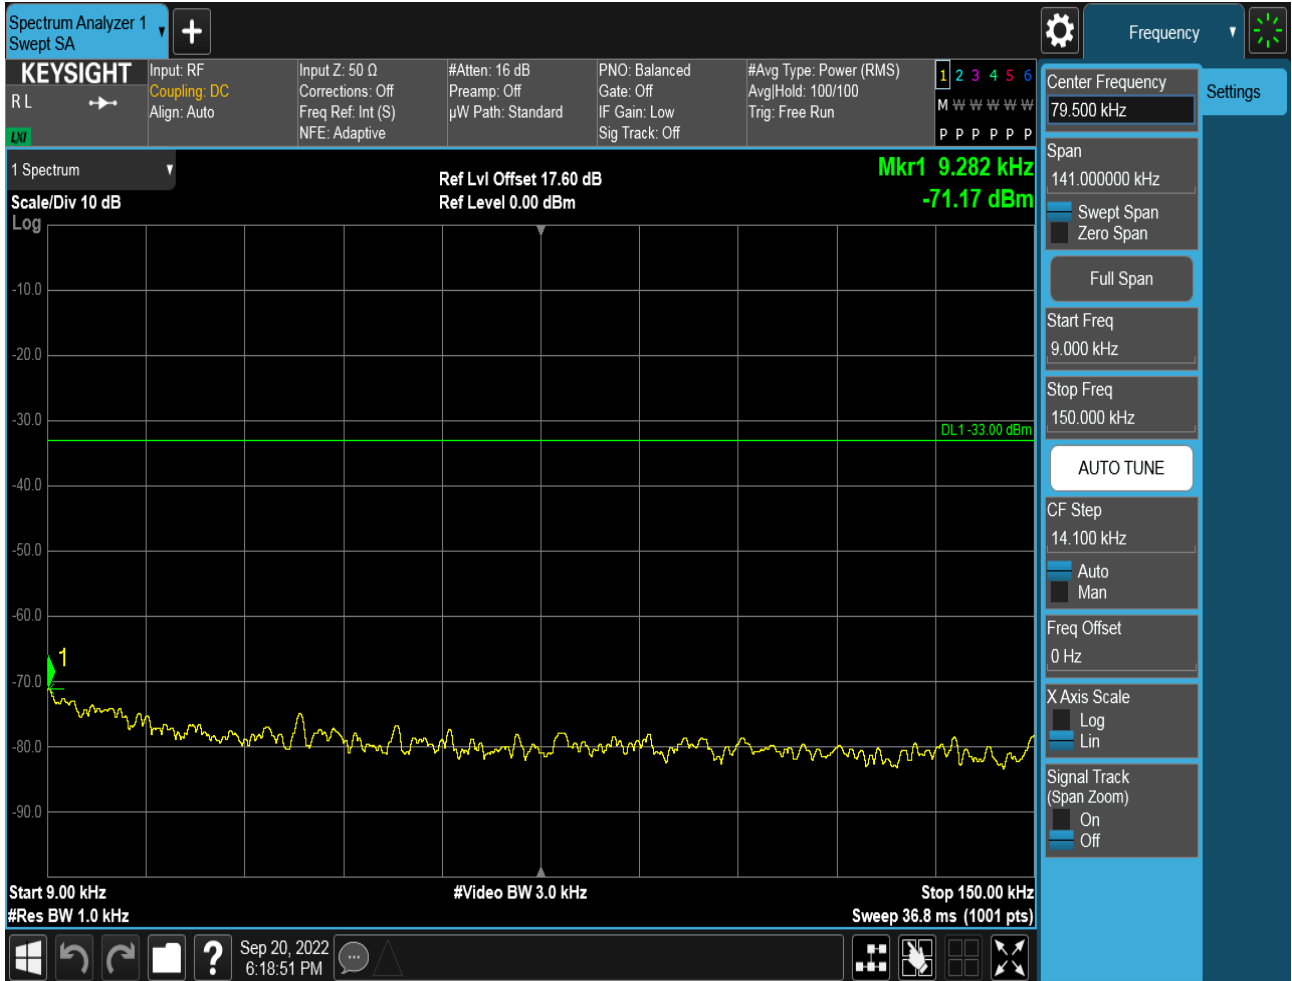 Spectrum Analyzer 1
Swept SA
Frequency
KEYSIGHT
R L
LXI
Input: RF
Coupling: DC
Align: Auto
Input Z: 50 Ω
Corrections: Off
Freq Ref: Int (S)
NFE: Adaptive
#Atten: 16 dB
Preamp: Off
µW Path: Standard
PNO: Balanced
Gate: Off
IF Gain: Low
Sig Track: Off
#Avg Type: Power (RMS)
Avg|Hold: 100/100
Trig: Free Run
1 2 3 4 5 6
M W W W W W
P P P P P P
1 Spectrum
Scale/Div 10 dB
Log
Ref Lvl Offset 17.60 dB
Ref Level 0.00 dBm
Mkr1 9.282 kHz
-71.17 dBm
-10.0
-20.0
-30.0
DL1 -33.00 dBm
-40.0
-50.0
-60.0
1
-70.0
-80.0
-90.0
Start 9.00 kHz
#Video BW 3.0 kHz
Stop 150.00 kHz
#Res BW 1.0 kHz
Sweep 36.8 ms (1001 pts)
Sep 20, 2022
6:18:51 PM
?
Center Frequency
79.500 kHz
Settings
Span
141.000000 kHz
Swept Span
Zero Span
Full Span
Start Freq
9.000 kHz
Stop Freq
150.000 kHz
AUTO TUNE
CF Step
14.100 kHz
Auto
Man
Freq Offset
0 Hz
X Axis Scale
Log
Lin
Signal Track
(Span Zoom)
On
Off